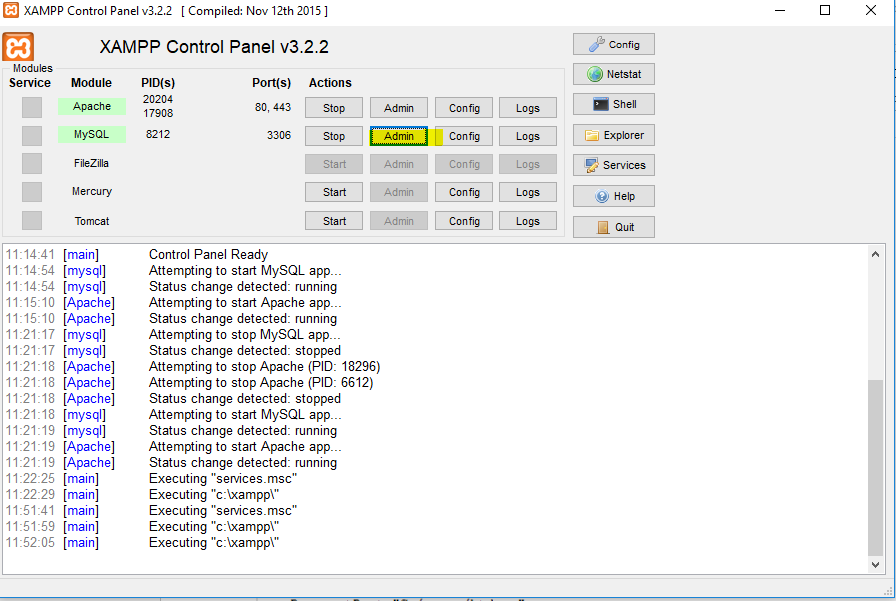 XAMPP Control Panel v3.2.2 [ Compiled: Nov 12th 2015 ]
XAMPP Control Panel v3.2.2
Config
Modules
Service Module PID(s) Port(s) Actions
Netstat
Apache 20204 17908 80, 443 Stop Admin Config Logs
Shell
MySQL 8212 3306 Stop Admin Config Logs
Explorer
FileZilla Start Admin Config Logs
Services
Mercury Start Admin Config Logs
Help
Tomcat Start Admin Config Logs
Quit
11:14:41 [main] Control Panel Ready
11:14:54 [mysql] Attempting to start MySQL app...
11:14:54 [mysql] Status change detected: running
11:15:10 [Apache] Attempting to start Apache app...
11:15:10 [Apache] Status change detected: running
11:21:17 [mysql] Attempting to stop MySQL app...
11:21:17 [mysql] Status change detected: stopped
11:21:18 [Apache] Attempting to stop Apache (PID: 18296)
11:21:18 [Apache] Attempting to stop Apache (PID: 6612)
11:21:18 [Apache] Status change detected: stopped
11:21:18 [mysql] Attempting to start MySQL app...
11:21:19 [mysql] Status change detected: running
11:21:19 [Apache] Attempting to start Apache app...
11:21:19 [Apache] Status change detected: running
11:22:25 [main] Executing "services.msc"
11:22:29 [main] Executing "c:\xampp\"
11:51:41 [main] Executing "services.msc"
11:51:59 [main] Executing "c:\xampp\"
11:52:05 [main] Executing "c:\xampp\"